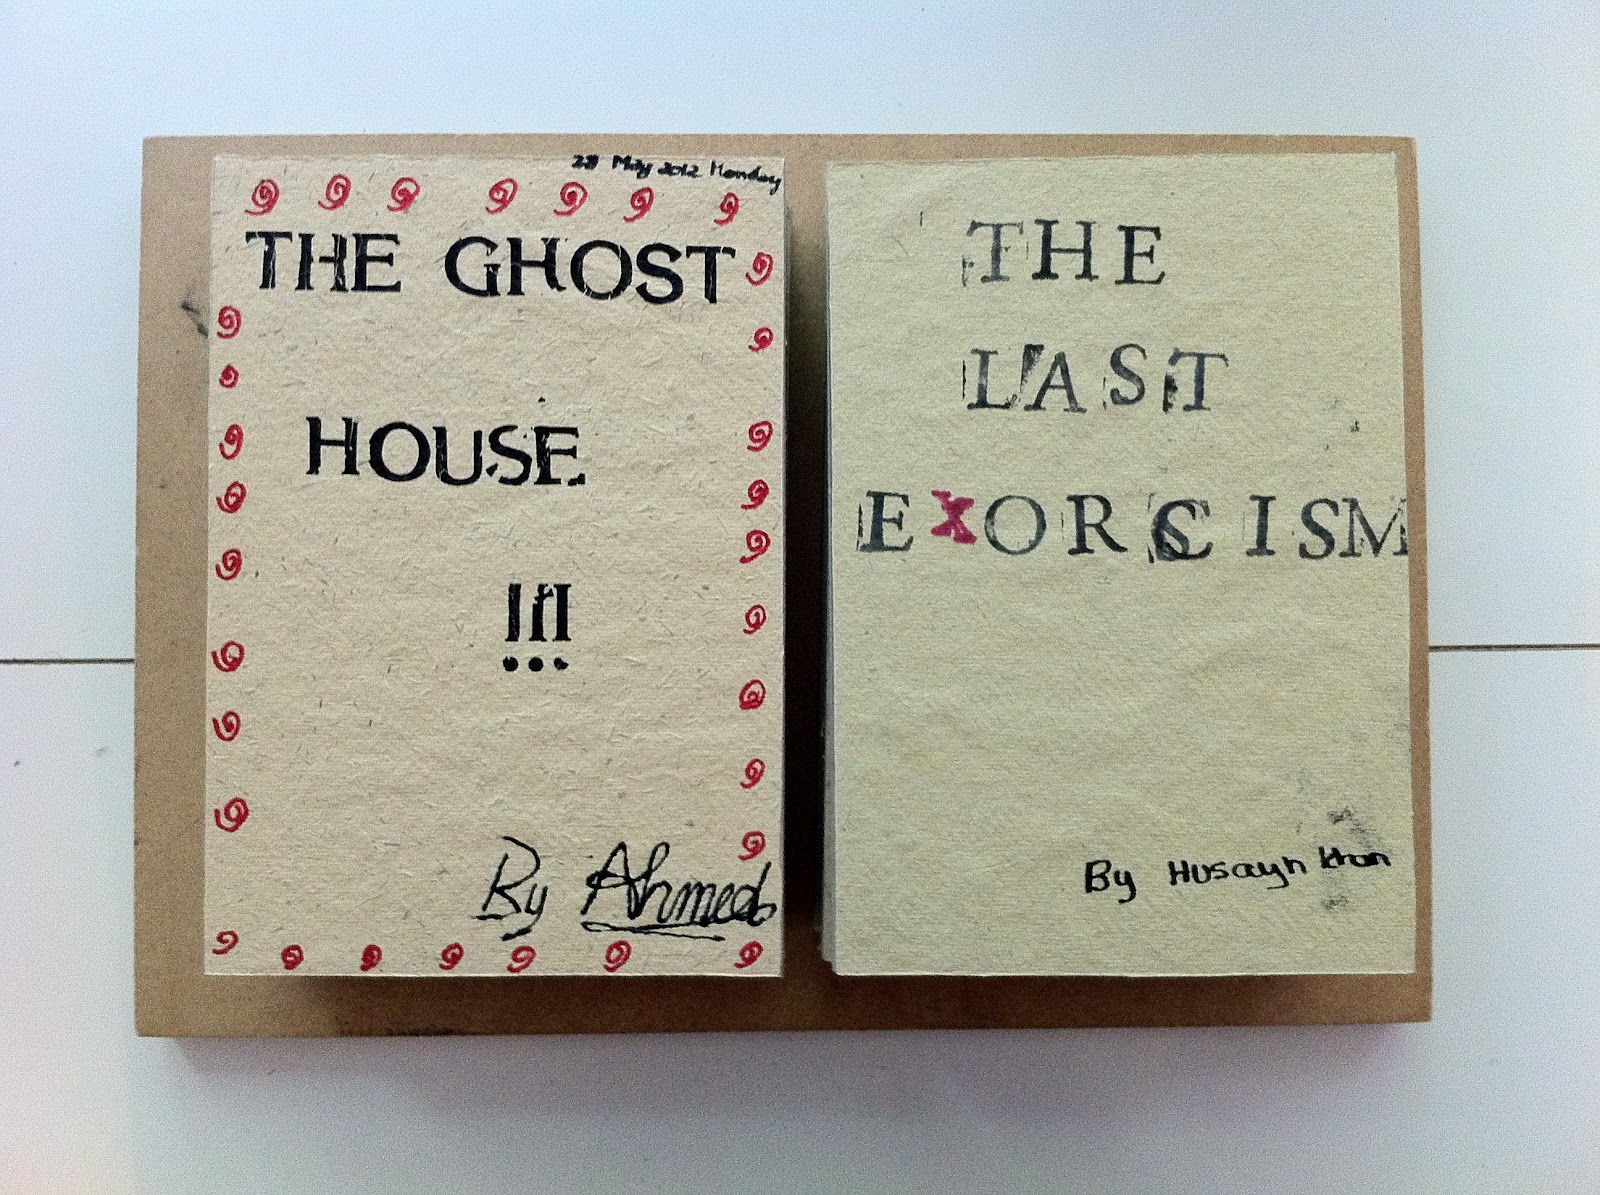 28 May 2012 Monday
THE GHOST
HOUSE
!!!
By Ahmed
THE
LAST
EXORCISM
By Husayn khan